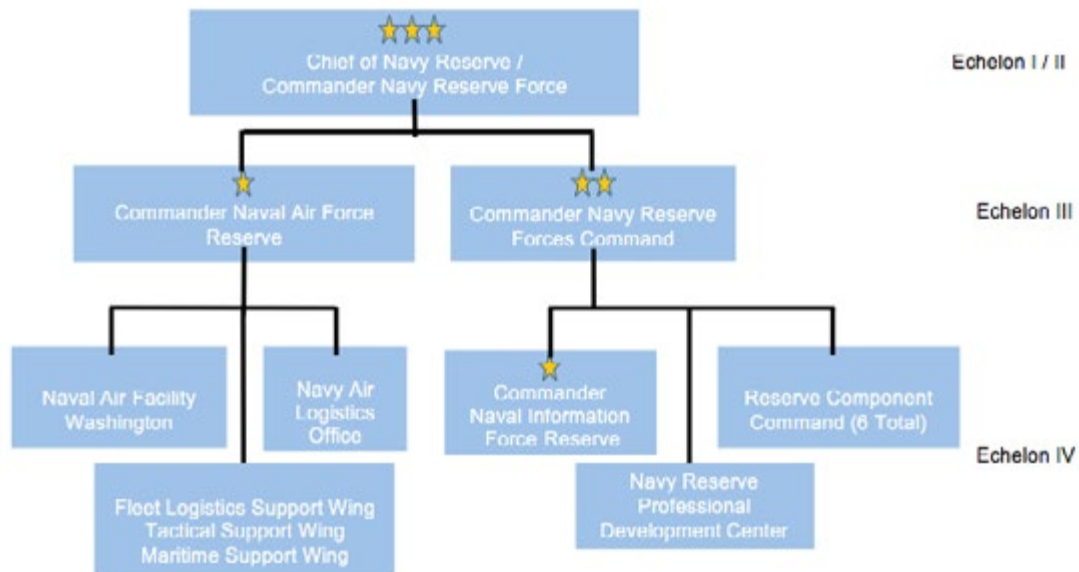 Chief of Navy Reserve /
Commander Navy Reserve Force
Echelon I / II
Commander Naval Air Force
Reserve
Commander Navy Reserve
Forces Command
Echelon III
Naval Air Facility
Washington
Navy Air
Logistics
Office
Commander
Naval Information
Force Reserve
Reserve Component
Command (6 Total)
Echelon IV
Fleet Logistics Support Wing
Tactical Support Wing
Maritime Support Wing
Navy Reserve
Professional
Development Center